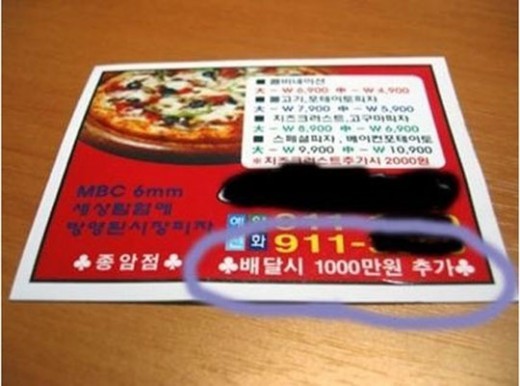 ■ 콤비네이션
大 - ₩ 6,900 中 - ₩ 4,900
■ 불고기,포테이토피자
大 - ₩ 7,900 中 - ₩ 5,900
■ 치즈크러스트,고구마피자
大 - ₩ 8,900 中 - ₩ 6,900
■ 스페셜피자, 베이컨포테이토
大 - ₩ 9,900 中 - ₩ 10,900
※치즈크러스트추가시 2000원
MBC 6mm
세상탐험에
방영된시장피자
예
전 화 911-
♣종암점♣
♣배달시 1000만원 추가♣